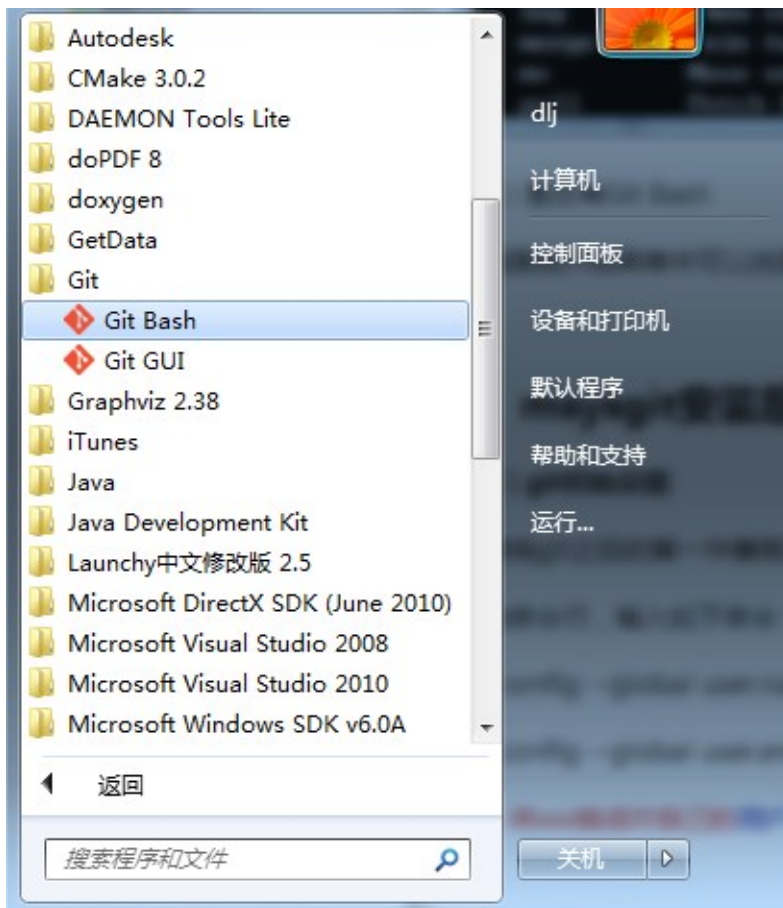 Autodesk
CMake 3.0.2
DAEMON Tools Lite
doPDF 8
doxygen
GetData
Git
Git Bash
Git GUI
Graphviz 2.38
iTunes
Java
Java Development Kit
Launchy中文修改版 2.5
Microsoft DirectX SDK (June 2010)
Microsoft Visual Studio 2008
Microsoft Visual Studio 2010
Microsoft Windows SDK v6.0A
返回
搜索程序和文件
dlj
计算机
控制面板
设备和打印机
默认程序
帮助和支持
运行...
关机